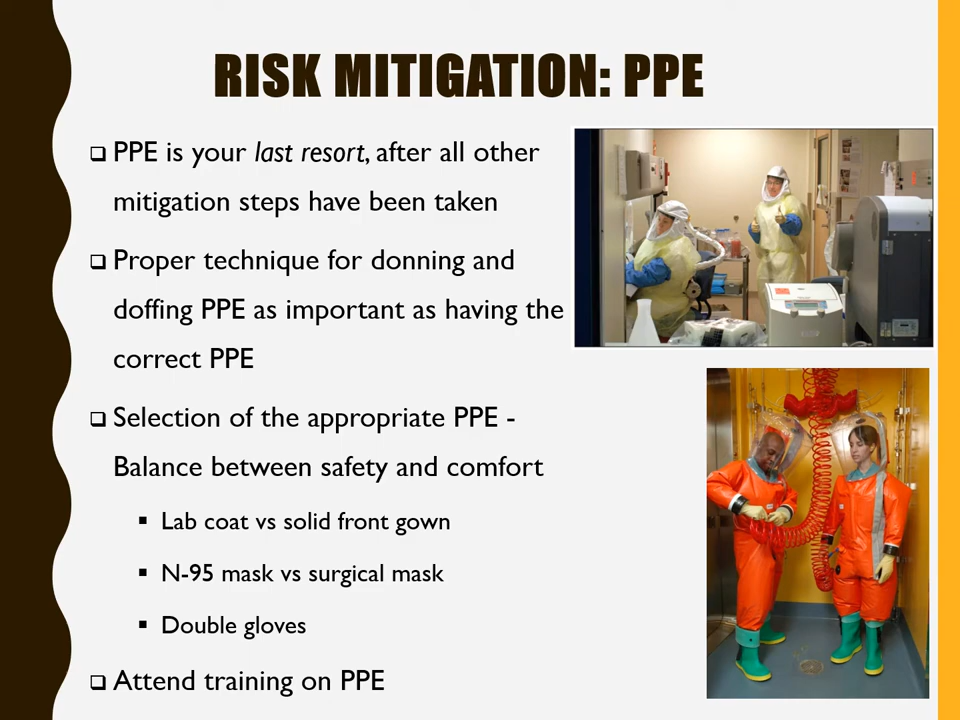 RISK MITIGATION: PPE
❑ PPE is your last resort, after all other
mitigation steps have been taken
❑ Proper technique for donning and
doffing PPE as important as having the
correct PPE
❑ Selection of the appropriate PPE -
Balance between safety and comfort
▪ Lab coat vs solid front gown
▪ N-95 mask vs surgical mask
▪ Double gloves
❑ Attend training on PPE